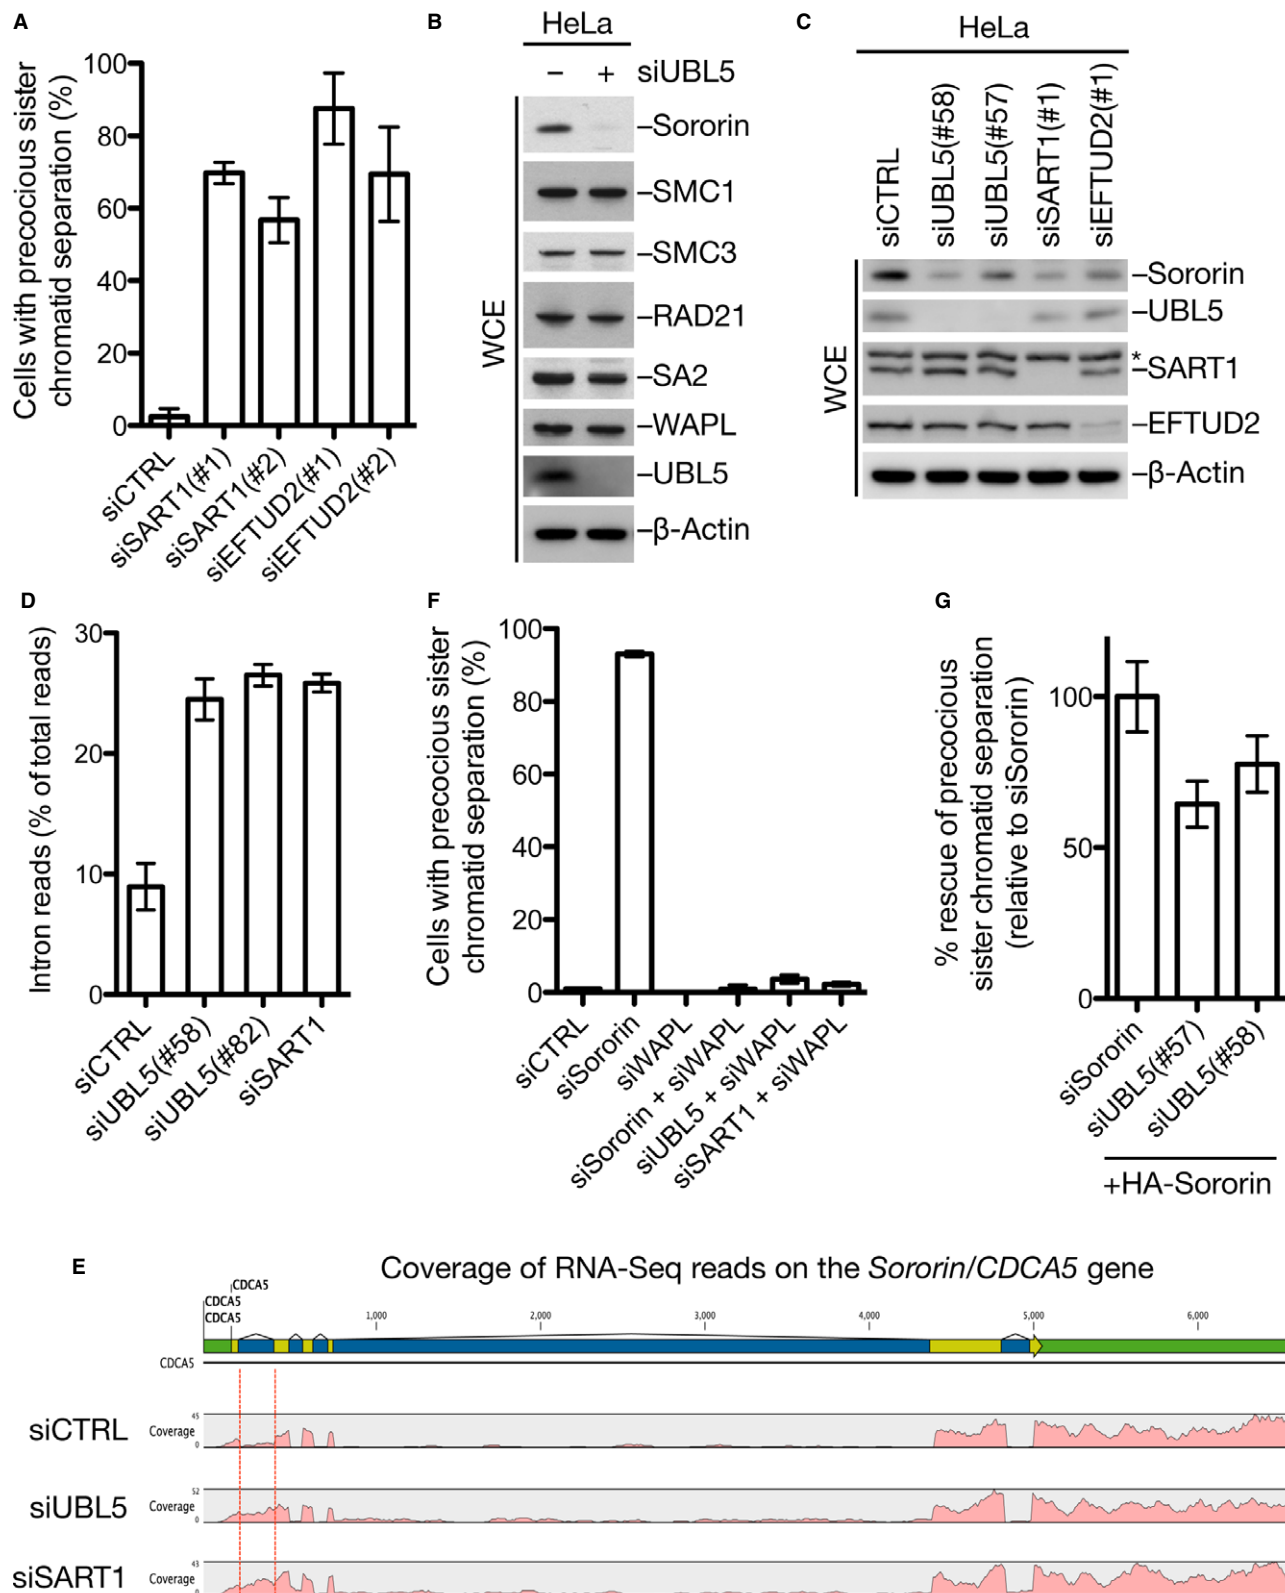 A
Cells with precocious sister
chromatid separation (%)
100
80
60
40
20
0
siCTRL
siSART1(#1)
siSART1(#2)
siEFTUD2(#1)
siEFTUD2(#2)
B
HeLa
– + siUBL5
WCE
–Sororin
–SMC1
–SMC3
–RAD21
–SA2
–WAPL
–UBL5
–β-Actin
C
HeLa
siCTRL
siUBL5(#58)
siUBL5(#57)
siSART1(#1)
siEFTUD2(#1)
WCE
–Sororin
–UBL5
*
–SART1
–EFTUD2
–β-Actin
D
Intron reads (% of total reads)
30
20
10
0
siCTRL
siUBL5(#58)
siUBL5(#82)
siSART1
F
Cells with precocious sister
chromatid separation (%)
100
80
60
40
20
0
siCTRL
siSororin
siWAPL
siSororin + siWAPL
siUBL5 + siWAPL
siSART1 + siWAPL
G
% rescue of precocious
sister chromatid separation
(relative to siSororin)
100
50
0
siSororin
siUBL5(#57)
siUBL5(#58)
+HA-Sororin
E
Coverage of RNA-Seq reads on the Sororin/CDCA5 gene
CDCA5
CDCA5
CDCA5
1,000 2,000 3,000 4,000 5,000 6,000
CDCA5
siCTRL Coverage 45 0
siUBL5 Coverage 52 0
siSART1 Coverage 43 0